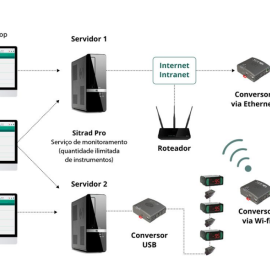 op
Servidor 1
Internet
Intranet
Conversor
via Etherne
Sitrad Pro
Serviço de monitoramento
(quantidade ilimitada
de instrumentos)
Roteador
Servidor 2
Conversor
USB
Conversor
via Wi-fi